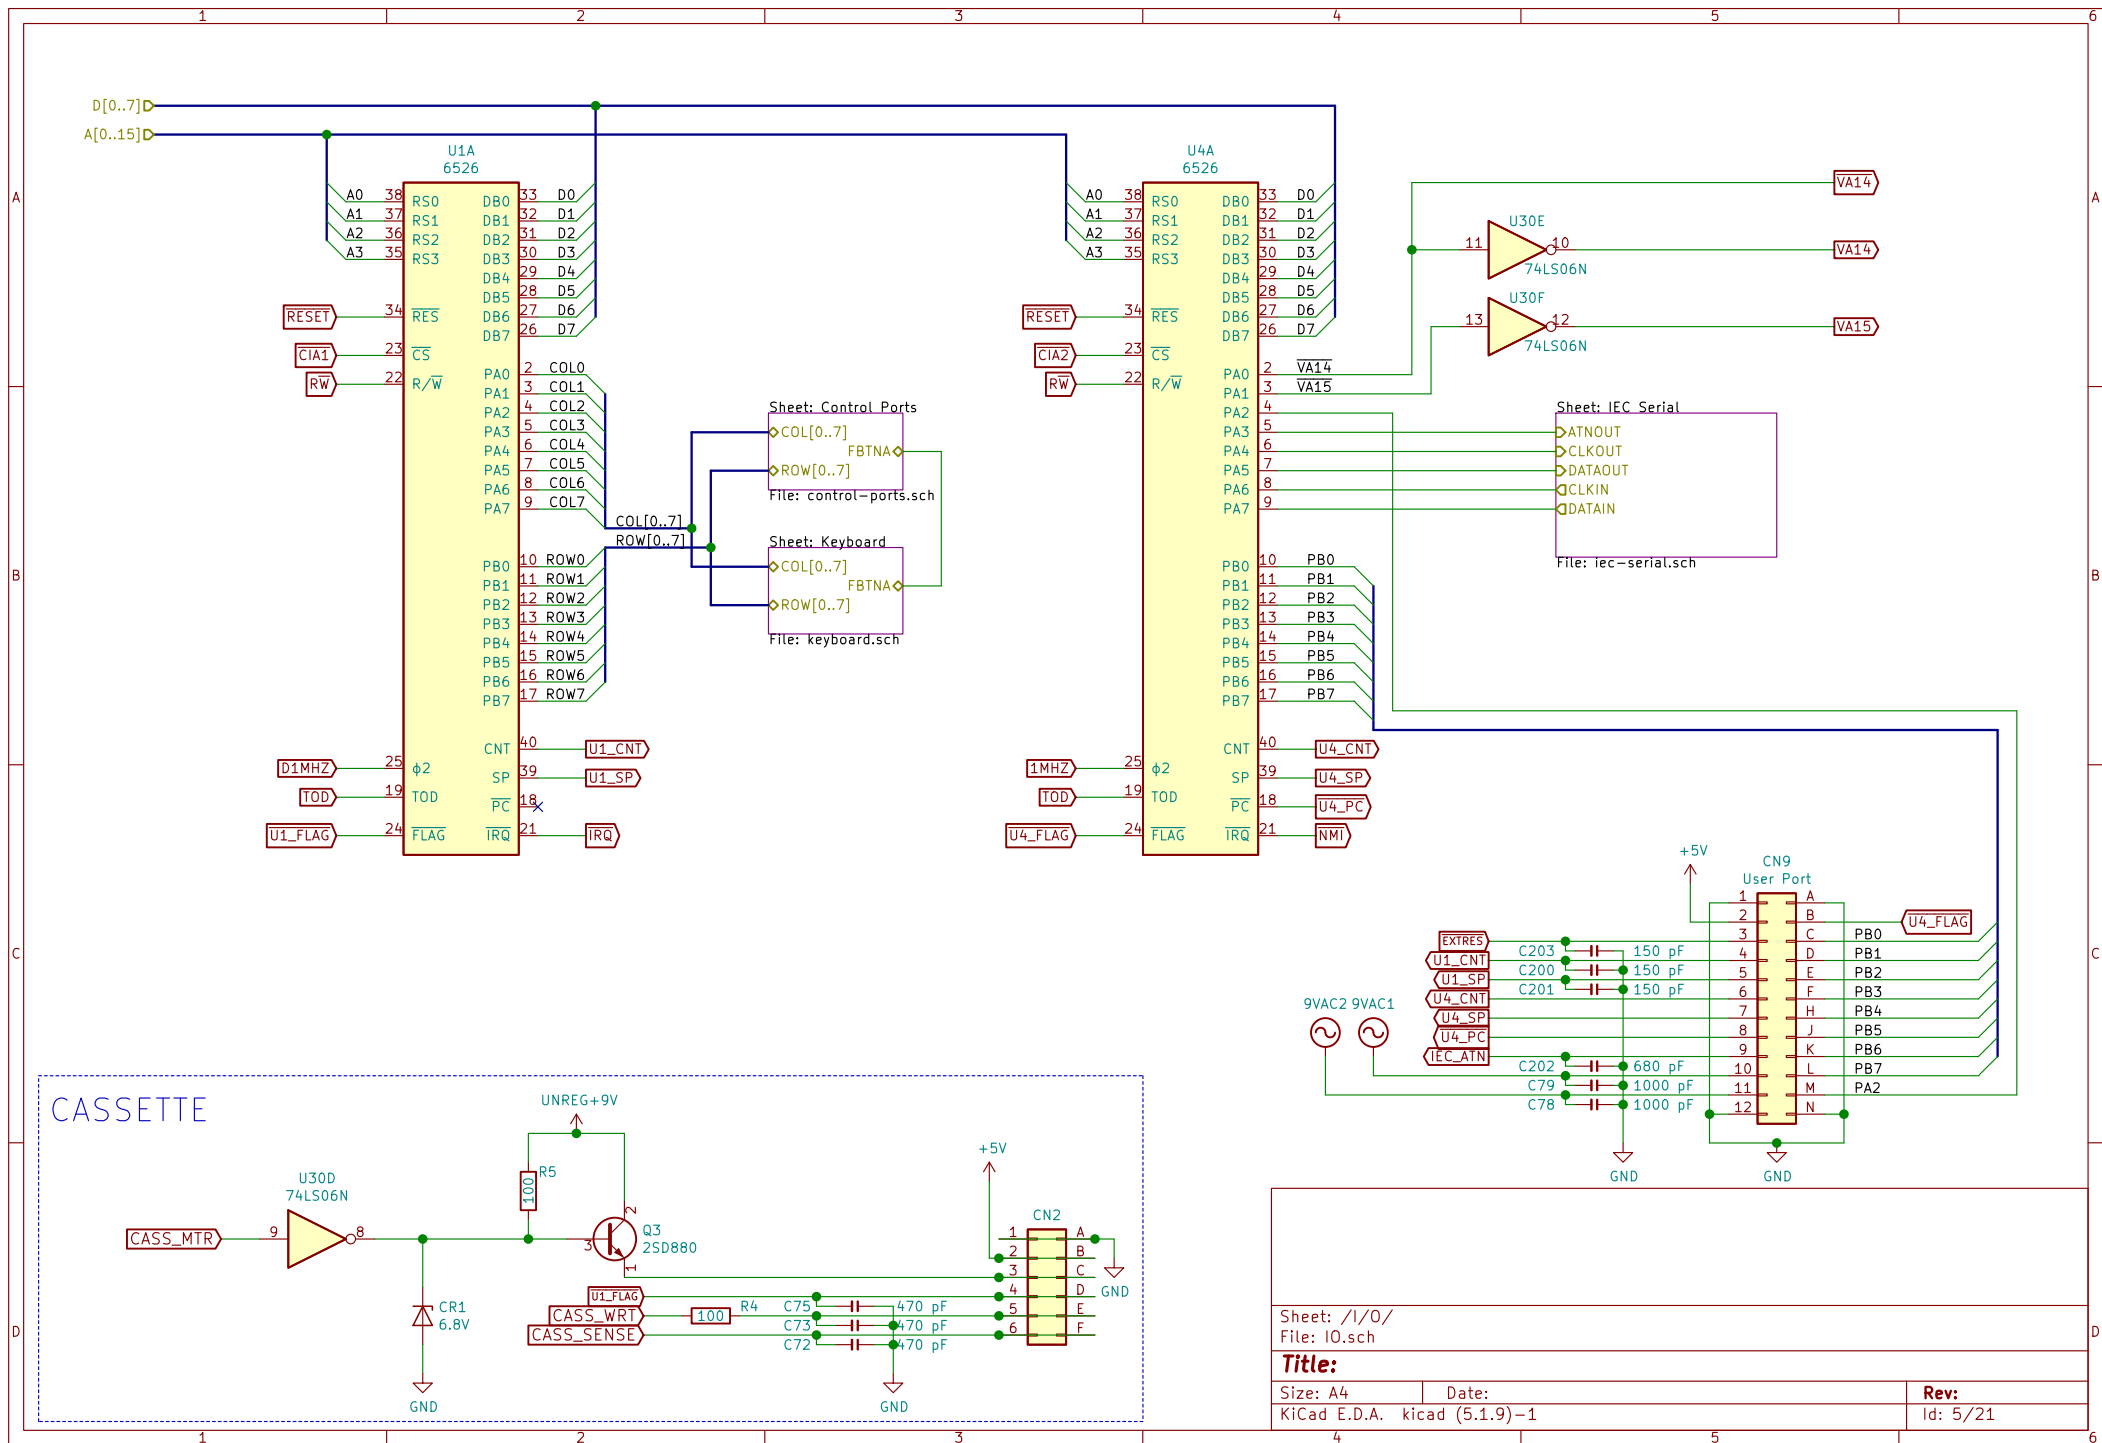 1 2 3 4 5 6
D[0..7]
A[0..15]
A
B
C
D
U1A
6526
A0 38 RS0 DB0 33 D0
A1 37 RS1 DB1 32 D1
A2 36 RS2 DB2 31 D2
A3 35 RS3 DB3 30 D3
DB4 29 D4
DB5 28 D5
RESET 34 RES DB6 27 D6
DB7 26 D7
CIA1 23 CS
RW 22 R/W PA0 2 COL0
PA1 3 COL1
PA2 4 COL2
PA3 5 COL3
PA4 6 COL4
PA5 7 COL5
PA6 8 COL6
PA7 9 COL7
COL[0..7]
ROW[0..7]
PB0 10 ROW0
PB1 11 ROW1
PB2 12 ROW2
PB3 13 ROW3
PB4 14 ROW4
PB5 15 ROW5
PB6 16 ROW6
PB7 17 ROW7
CNT 40 U1_CNT
D1MHZ 25 ϕ2 SP 39 U1_SP
TOD 19 TOD PC 18
U1_FLAG 24 FLAG IRQ 21 IRQ
Sheet: Control Ports
COL[0..7]
FBTNA
ROW[0..7]
File: control-ports.sch
Sheet: Keyboard
COL[0..7]
FBTNA
ROW[0..7]
File: keyboard.sch
U4A
6526
A0 38 RS0 DB0 33 D0
A1 37 RS1 DB1 32 D1
A2 36 RS2 DB2 31 D2
A3 35 RS3 DB3 30 D3
DB4 29 D4
DB5 28 D5
RESET 34 RES DB6 27 D6
DB7 26 D7
CIA2 23 CS
RW 22 R/W PA0 2 VA14
PA1 3 VA15
PA2 4
PA3 5
PA4 6
PA5 7
PA6 8
PA7 9
PB0 10 PB0
PB1 11 PB1
PB2 12 PB2
PB3 13 PB3
PB4 14 PB4
PB5 15 PB5
PB6 16 PB6
PB7 17 PB7
CNT 40 U4_CNT
1MHZ 25 ϕ2 SP 39 U4_SP
TOD 19 TOD PC 18 U4_PC
U4_FLAG 24 FLAG IRQ 21 NMI
VA14
U30E
11 10 VA14
74LS06N
U30F
13 12 VA15
74LS06N
Sheet: IEC Serial
ATNOUT
CLKOUT
DATAOUT
CLKIN
DATAIN
File: iec-serial.sch
+5V
CN9
User Port
1 A
2 B U4_FLAG
EXTRES 3 C PB0
C203 150 pF
U1_CNT 4 D PB1
C200 150 pF
U1_SP 5 E PB2
C201 150 pF
U4_CNT 6 F PB3
9VAC2 9VAC1
U4_SP 7 H PB4
U4_PC 8 J PB5
IEC_ATN 9 K PB6
C202 680 pF
10 L PB7
C79 1000 pF
11 M PA2
C78 1000 pF
12 N
GND
GND
CASSETTE
UNREG+9V
R5
100
U30D
74LS06N
CASS_MTR 9 8
2
3
1
Q3
2SD880
CR1
6.8V
GND
+5V
CN2
1 A
2 B
3 C
4 D
5 E
6 F
GND
U1_FLAG
C75 470 pF
CASS_WRT 100 R4
C73 470 pF
CASS_SENSE
C72 470 pF
GND
Sheet: /I/O/
File: IO.sch
Title:
Size: A4 Date: Rev:
KiCad E.D.A. kicad (5.1.9)-1 Id: 5/21
A
B
C
D
1 2 3 4 5 6